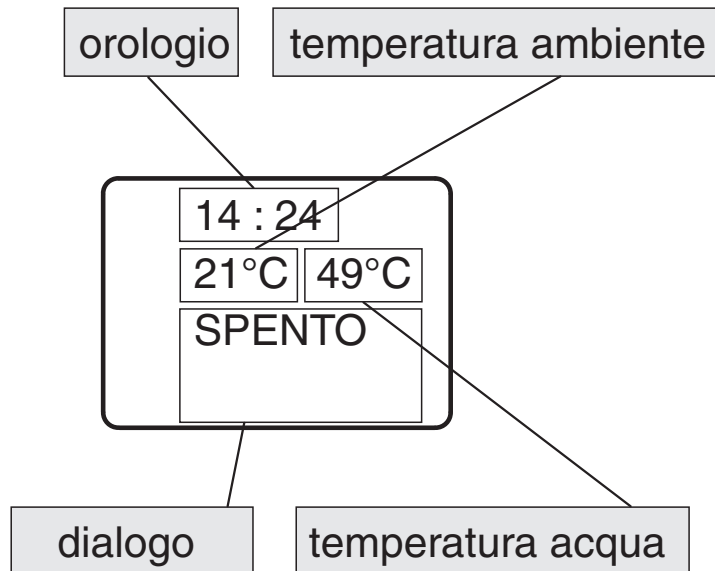 orologio
temperatura ambiente
14 : 24
21°C 49°C
SPENTO
dialogo
temperatura acqua